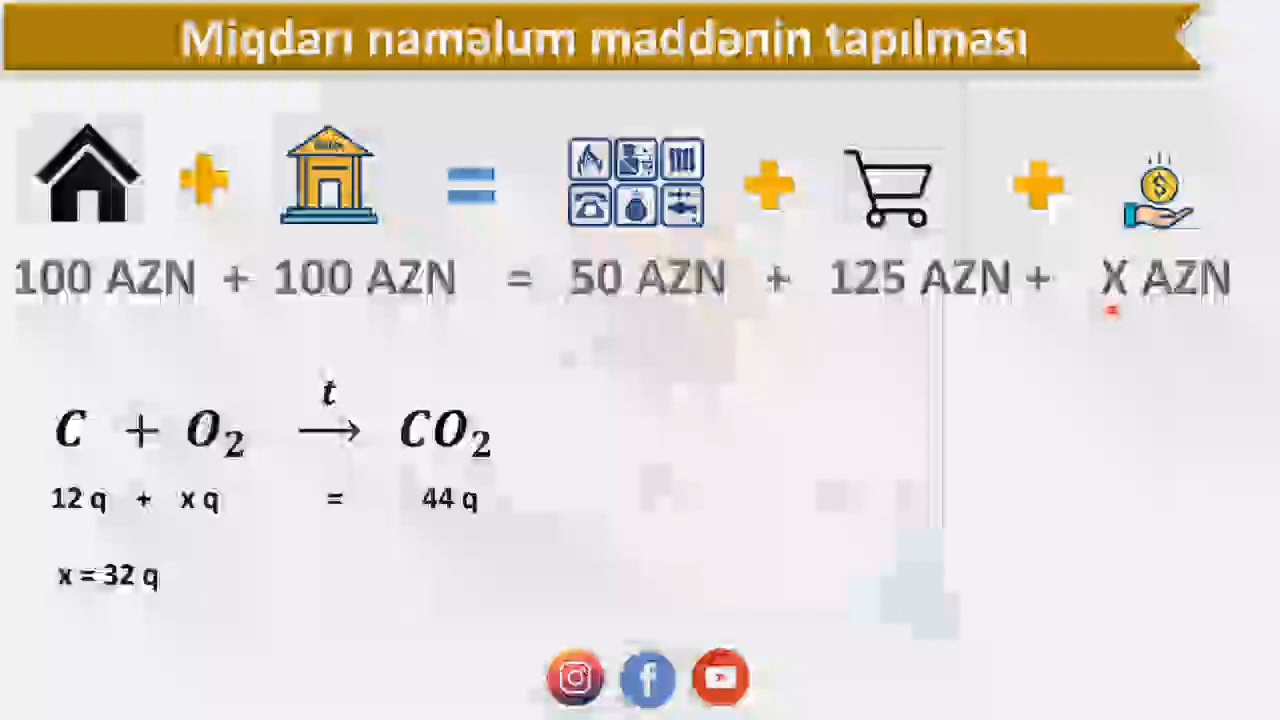 Miqdarı naməlum maddənin tapılması
100 AZN + 100 AZN = 50 AZN + 125 AZN + X AZN
t
C + O₂ → CO₂
12 q + x q = 44 q
x = 32 q